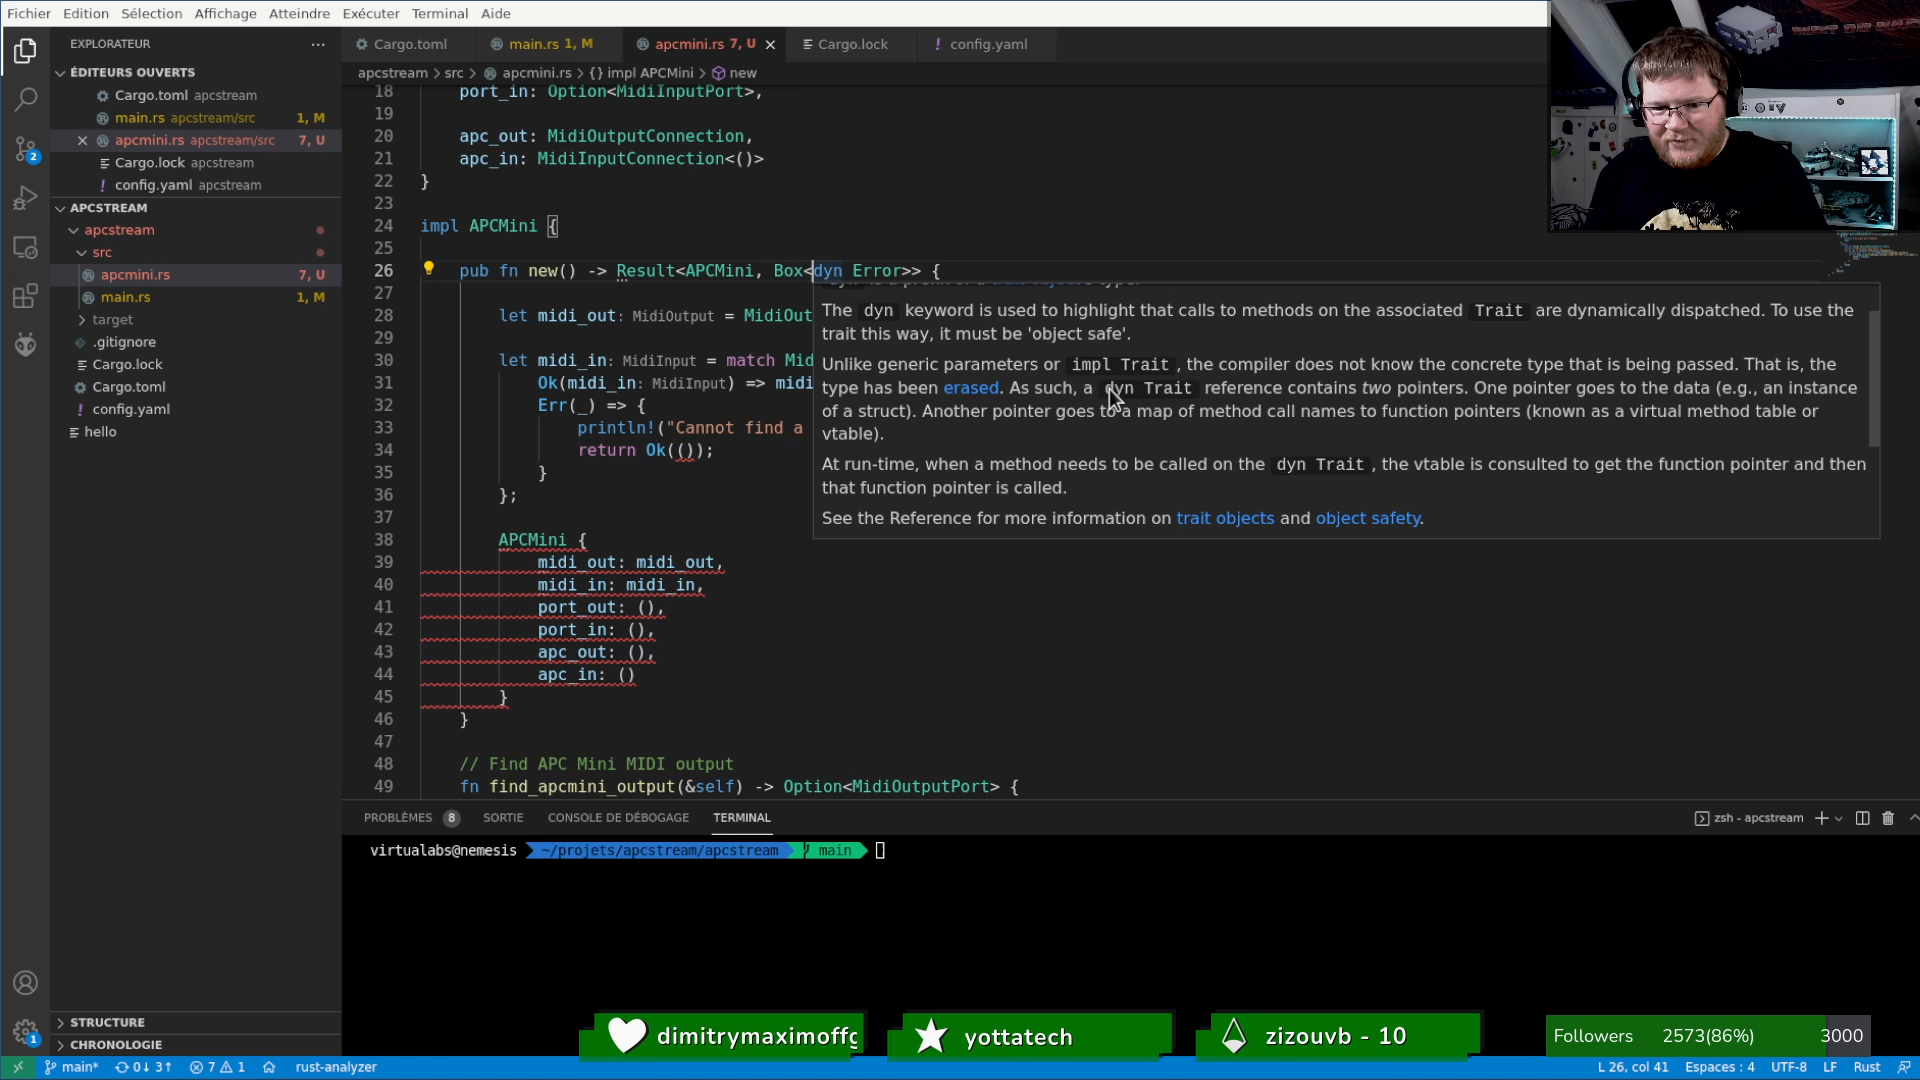 Fichier Edition Sélection Affichage Atteindre Exécuter Terminal Aide
EXPLORATEUR
ÉDITEURS OUVERTS
Cargo.toml apcstream
main.rs apcstream/src 1, M
apcmini.rs apcstream/src 7, U
Cargo.lock apcstream
config.yaml apcstream
APCSTREAM
apcstream
src
apcmini.rs 7, U
main.rs 1, M
target
.gitignore
Cargo.lock
Cargo.toml
config.yaml
hello
STRUCTURE
CHRONOLOGIE
Cargo.toml main.rs 1, M apcmini.rs 7, U Cargo.lock config.yaml
apcstream > src > apcmini.rs > {} impl APCMini > new
18 port_in: Option<MidiInputPort>,
19
20 apc_out: MidiOutputConnection,
21 apc_in: MidiInputConnection<()>
22 }
23
24 impl APCMini {
25
26 pub fn new() -> Result<APCMini, Box<dyn Error>> {
27
28 let midi_out: MidiOutput = MidiOut
29
30 let midi_in: MidiInput = match Mid
31 Ok(midi_in: MidiInput) => midi
32 Err(_) => {
33 println!("Cannot find a
34 return Ok(());
35 }
36 };
37
38 APCMini {
39 midi_out: midi_out,
40 midi_in: midi_in,
41 port_out: (),
42 port_in: (),
43 apc_out: (),
44 apc_in: ()
45 }
46 }
47
48 // Find APC Mini MIDI output
49 fn find_apcmini_output(&self) -> Option<MidiOutputPort> {
The dyn keyword is used to highlight that calls to methods on the associated Trait are dynamically dispatched. To use the
trait this way, it must be 'object safe'.
Unlike generic parameters or impl Trait, the compiler does not know the concrete type that is being passed. That is, the
type has been erased. As such, a dyn Trait reference contains two pointers. One pointer goes to the data (e.g., an instance
of a struct). Another pointer goes to a map of method call names to function pointers (known as a virtual method table or
vtable).
At run-time, when a method needs to be called on the dyn Trait, the vtable is consulted to get the function pointer and then
that function pointer is called.
See the Reference for more information on trait objects and object safety.
PROBLÈMES 8 SORTIE CONSOLE DE DÉBOGAGE TERMINAL
zsh - apcstream
virtualabs@nemesis ~/projets/apcstream/apcstream main
dimitrymaximoff
yottatech
zizouvb - 10
Followers 2573(86%) 3000
2
1
main* 0↓ 3↑ 7 1 rust-analyzer
L 26, col 41 Espaces : 4 UTF-8 LF Rust